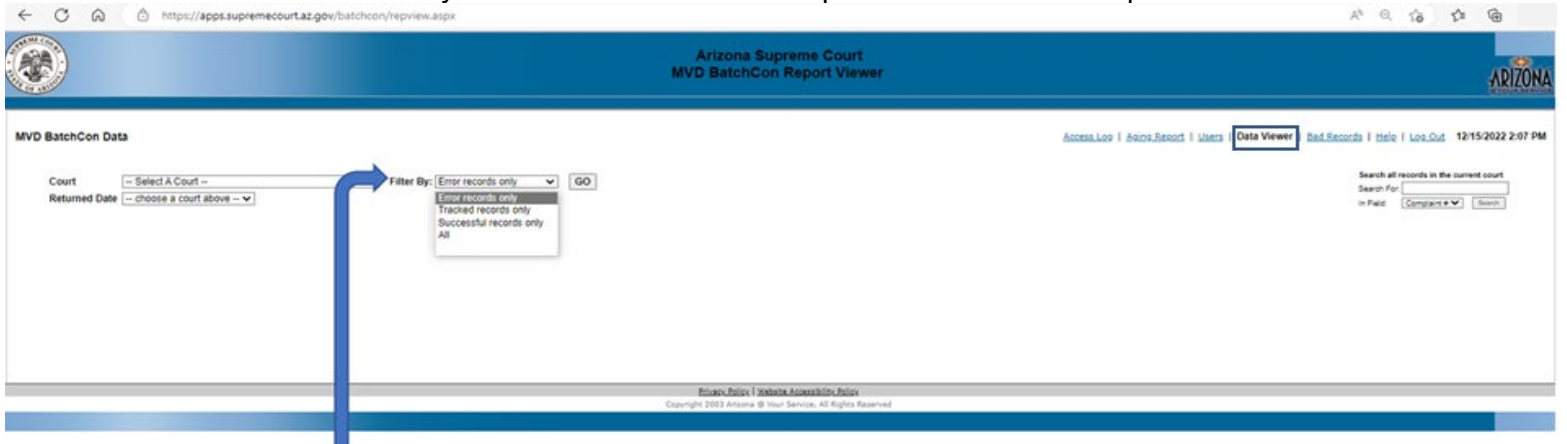 https://apps.supremecourt.az.gov/batchcon/repview.aspx
Arizona Supreme Court
MVD BatchCon Report Viewer
ARIZONA
MVD BatchCon Data
Access Log | Aging Report | Users | Data Viewer | Bad Records | Help | Log Out 12/15/2022 2:07 PM
Court -- Select A Court -- Filter By: Error records only GO
Returned Date -- choose a court above --
Error records only
Tracked records only
Successful records only
All
Search all records in the current court
Search For:
In Field: Complaint # Search
Privacy Policy | Website Accessibility Policy
Copyright 2003 Arizona @ Your Service, All Rights Reserved